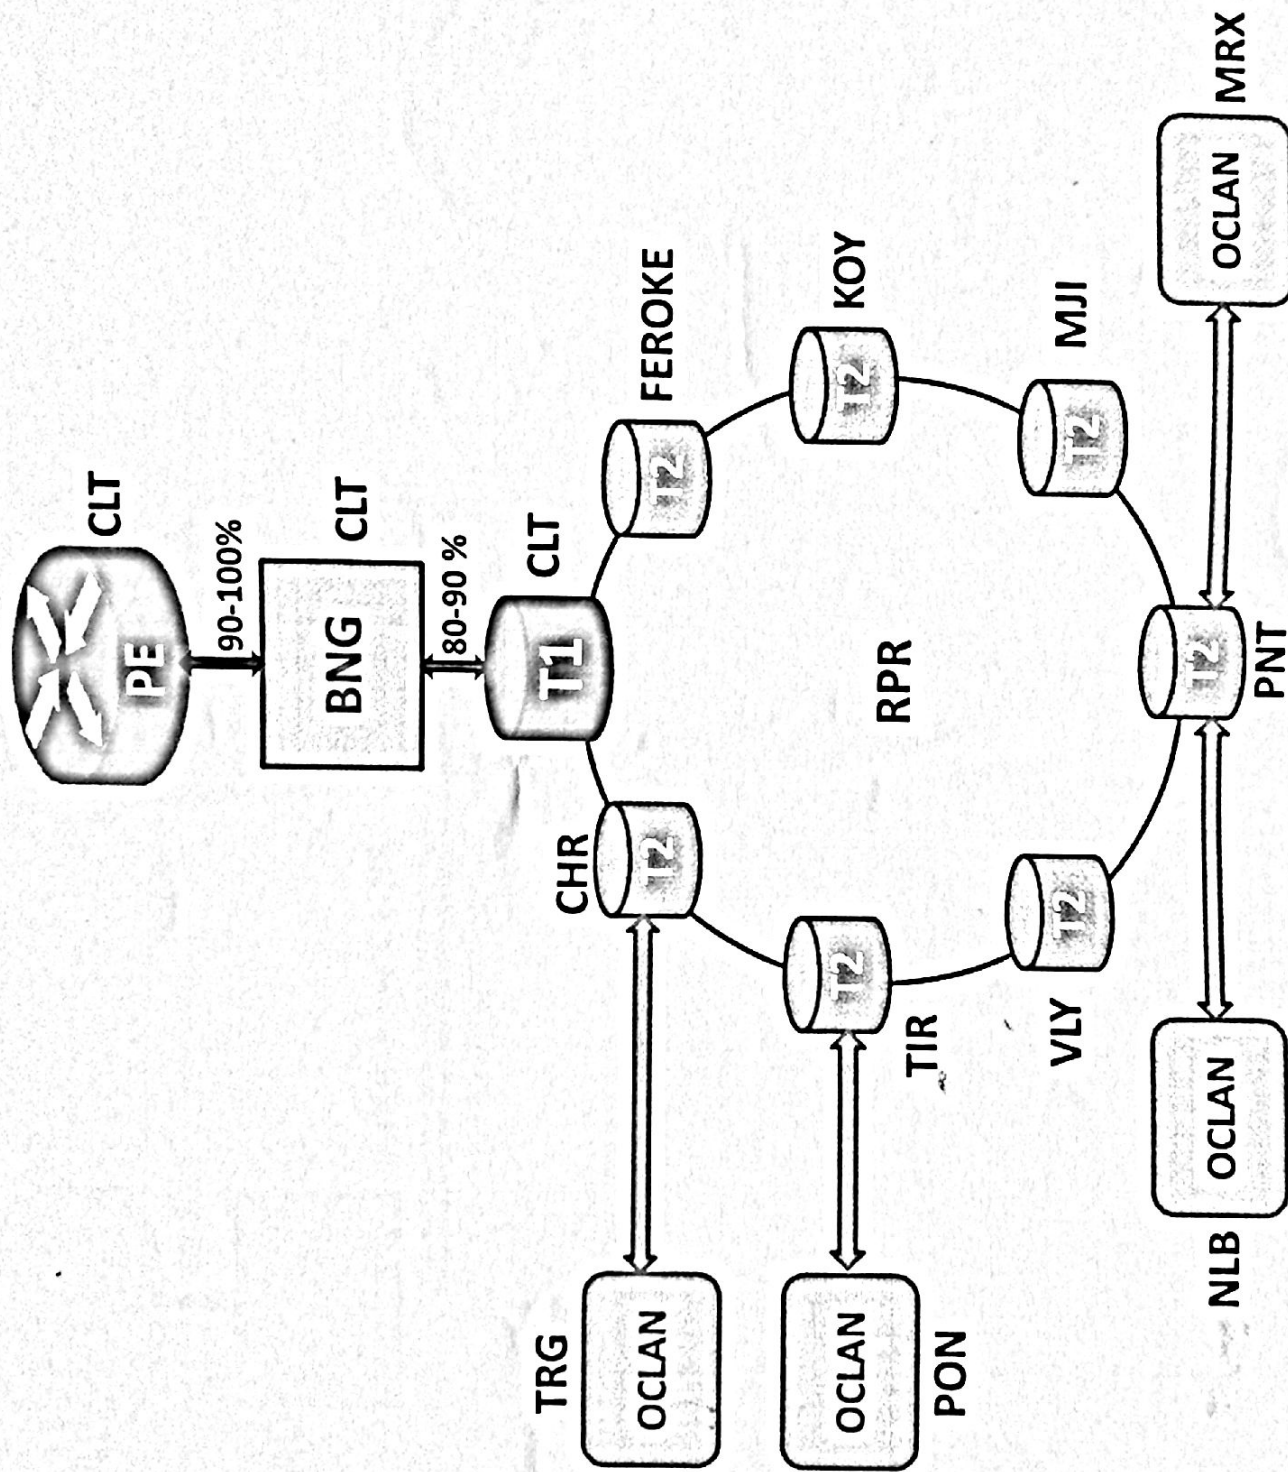 CLT
PE
90-100%
BNG
CLT
80-90 %
T1
CLT
CHR
T2
T2
FEROKE
TRG
OCLAN
T2
KOY
RPR
T2
TIR
OCLAN
PON
T2
MJI
T2
VLY
OCLAN
MRX
T2
PNT
OCLAN
NLB